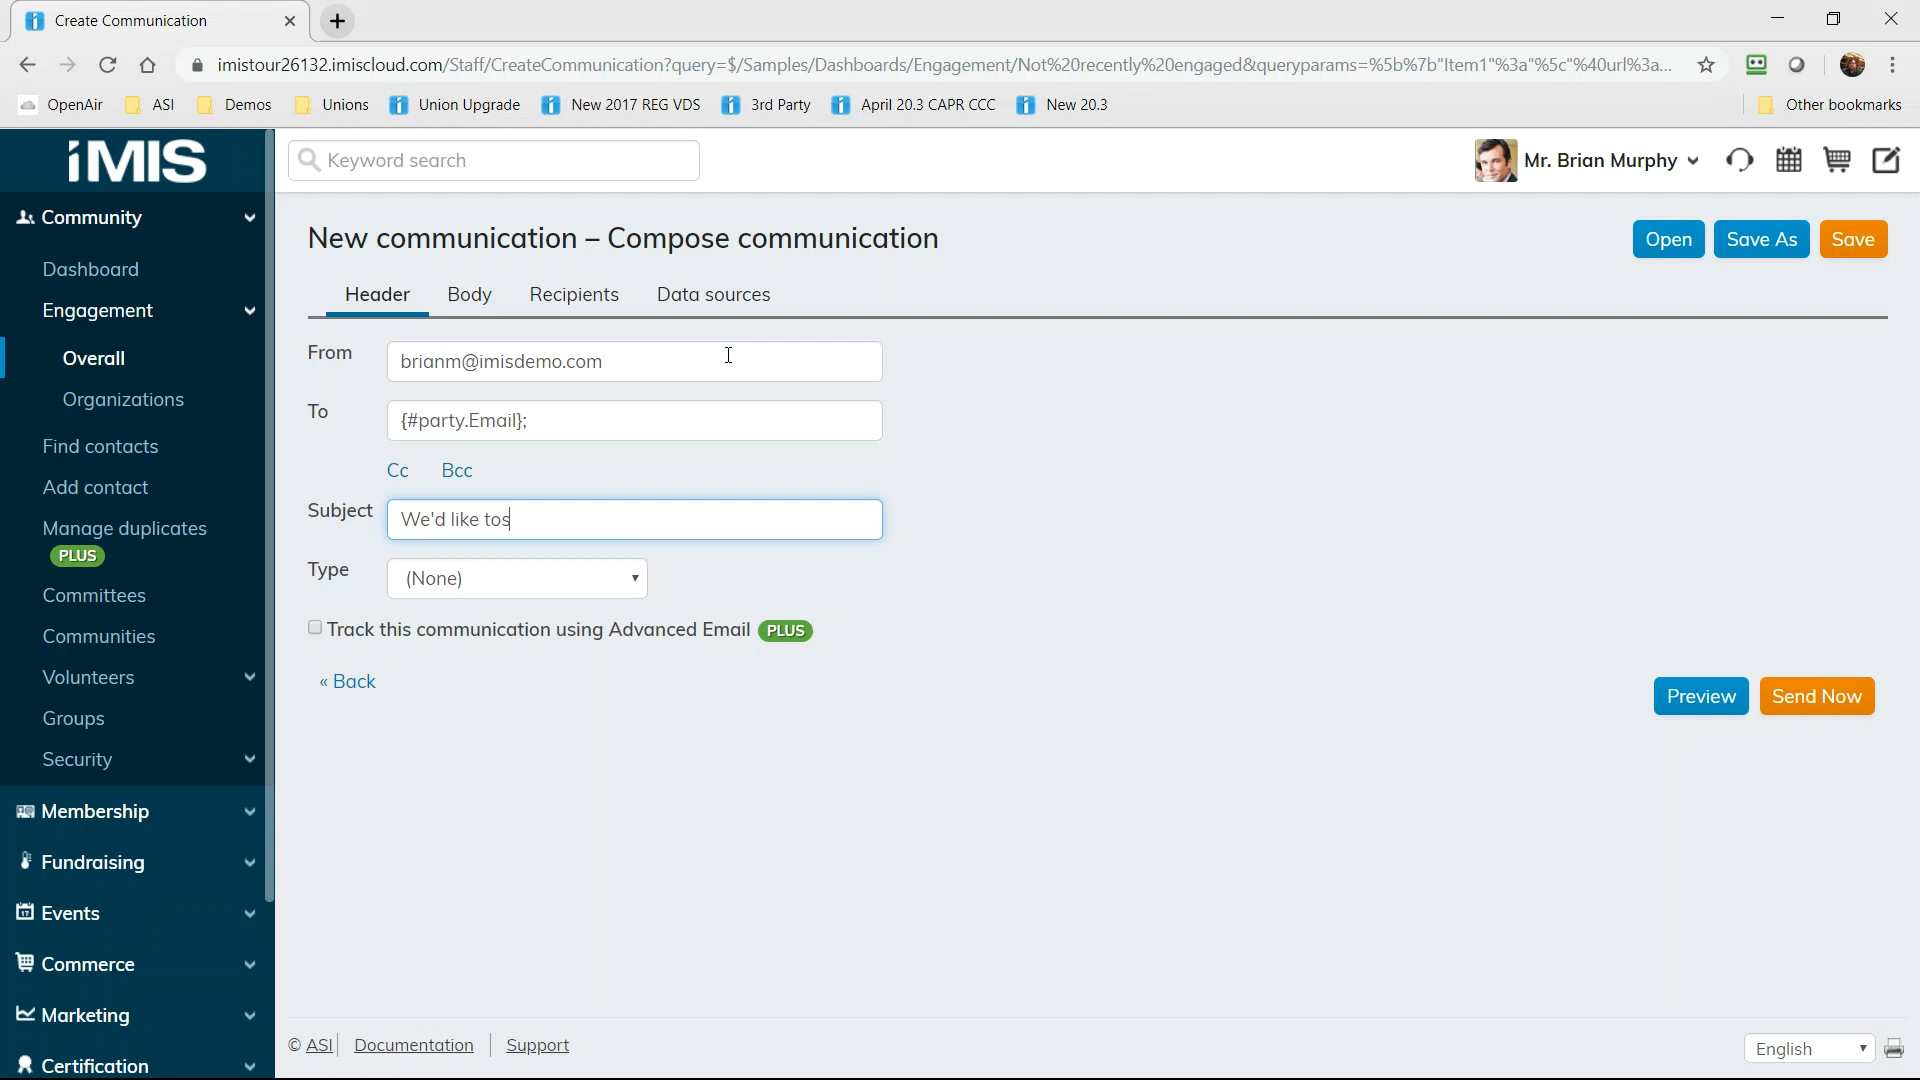 Create Communication
imistour26132.imiscloud.com/Staff/CreateCommunication?query=$/Samples/Dashboards/Engagement/Not%20recently%20engaged&queryparams=%5b%7b"Item1"%3a"%5c"%40url%3a...
OpenAir ASI Demos Unions Union Upgrade New 2017 REG VDS 3rd Party April 20.3 CAPR CCC New 20.3 Other bookmarks
iMIS
Keyword search
Mr. Brian Murphy
Community
Dashboard
Engagement
Overall
Organizations
Find contacts
Add contact
Manage duplicates
PLUS
Committees
Communities
Volunteers
Groups
Security
Membership
Fundraising
Events
Commerce
Marketing
Certification
New communication – Compose communication
Open Save As Save
Header Body Recipients Data sources
From brianm@imisdemo.com
To {#party.Email};
Cc Bcc
Subject We'd like tos
Type (None)
Track this communication using Advanced Email PLUS
« Back
Preview Send Now
© ASI Documentation Support
English